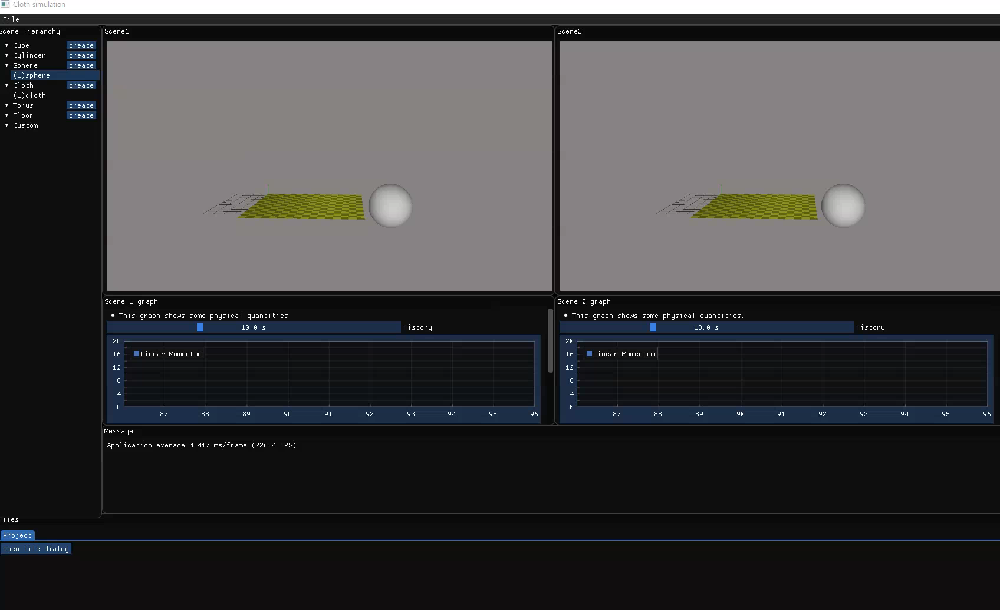 Cloth simulation
File
Scene Hierarchy
Cube create
Cylinder create
Sphere create
(1)sphere
Cloth create
(1)cloth
Torus create
Floor create
Custom
Scene1
Scene2
Scene_1_graph
This graph shows some physical quantities.
10.0 s History
20
16
12
8
4
0
Linear Momentum
87 88 89 90 91 92 93 94 95 96
Scene_2_graph
This graph shows some physical quantities.
10.0 s History
20
16
12
8
4
0
Linear Momentum
87 88 89 90 91 92 93 94 95 96
Message
Application average 4.417 ms/frame (226.4 FPS)
Files
Project
open file dialog